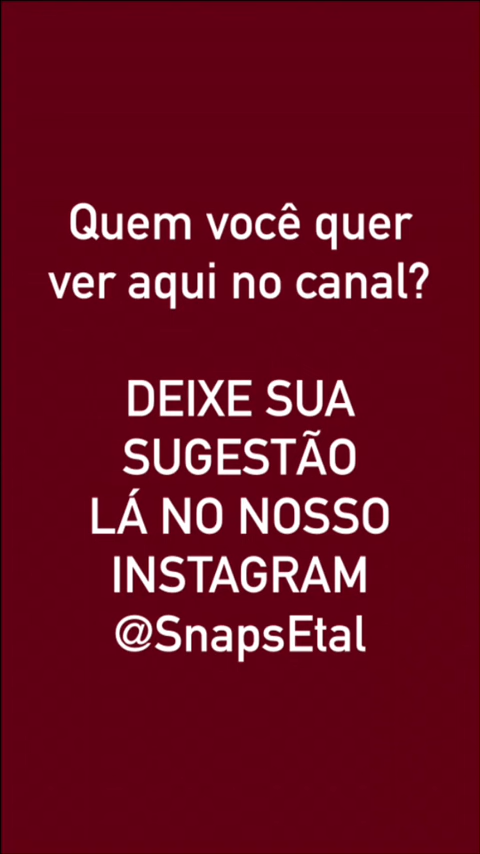 Quem você quer
ver aqui no canal?
DEIXE SUA
SUGESTÃO
LÁ NO NOSSO
INSTAGRAM
@SnapsEtal